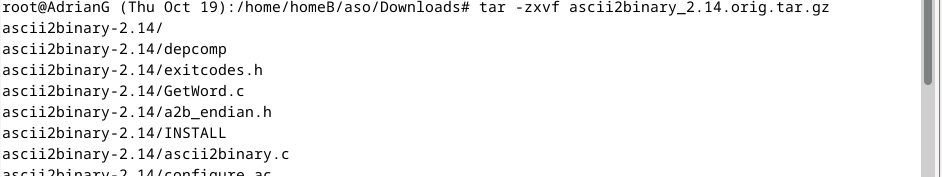 root@AdrianG (Thu Oct 19):/home/homeB/aso/Downloads# tar -zxvf ascii2binary_2.14.orig.tar.gz
ascii2binary-2.14/
ascii2binary-2.14/depcomp
ascii2binary-2.14/exitcodes.h
ascii2binary-2.14/GetWord.c
ascii2binary-2.14/a2b_endian.h
ascii2binary-2.14/INSTALL
ascii2binary-2.14/ascii2binary.c
ascii2binary-2.14/configure.ac